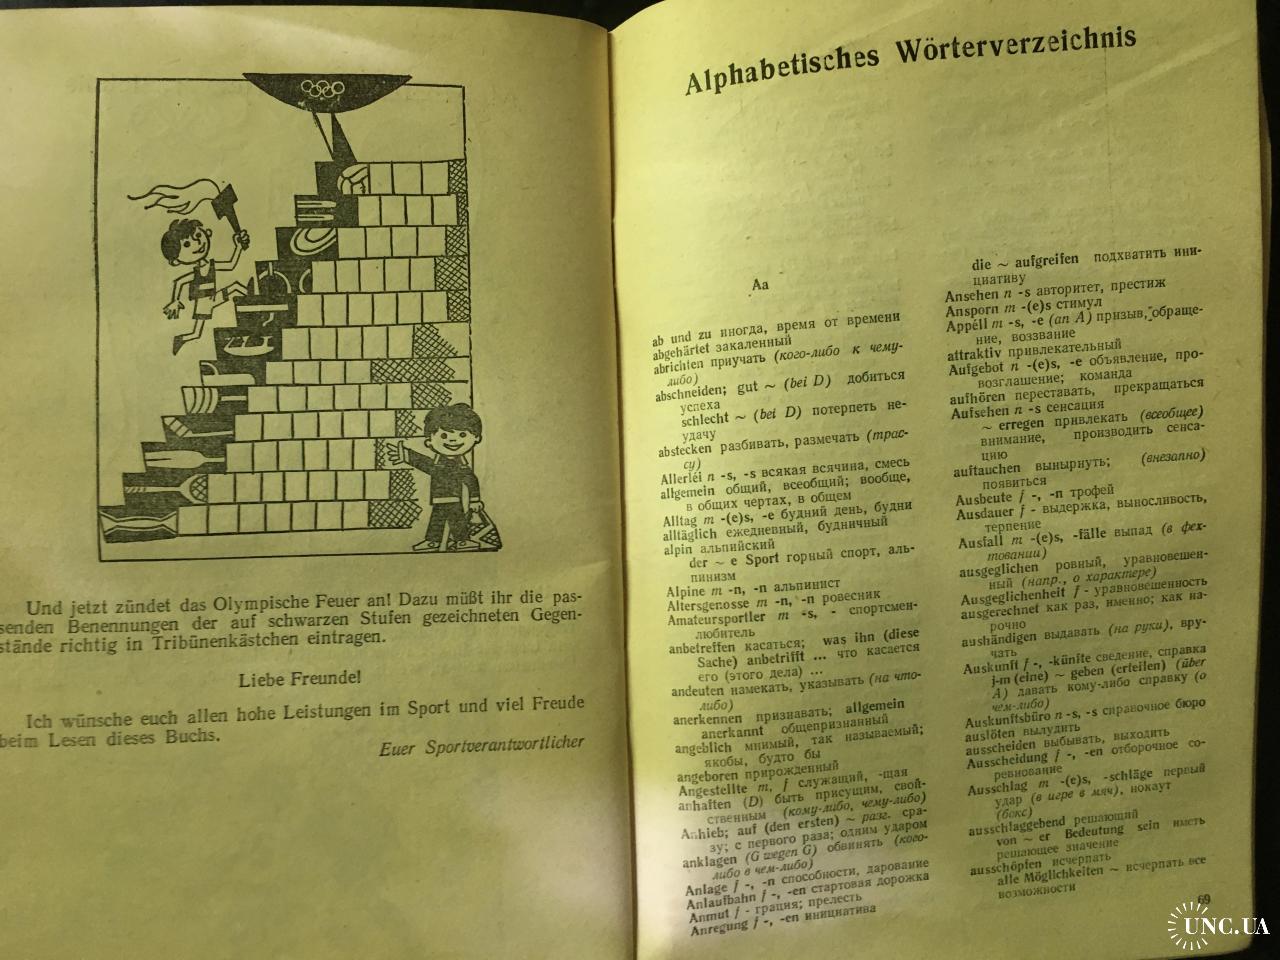 Und jetzt zündet das Olympische Feuer an! Dazu müßt ihr die pas-
senden Benennungen der auf schwarzen Stufen gezeichneten Gegen-
stände richtig in Tribünenkästchen eintragen.
Liebe Freunde!
Ich wünsche euch allen hohe Leistungen im Sport und viel Freude
beim Lesen dieses Buchs.
Euer Sportverantwortlicher
Alphabetisches Wörterverzeichnis
Aa
ab und zu иногда, время от времени
abgehärtet закаленный
abrichten приучать (кого-либо к чему-
либо)
abschneiden; gut ~ (bei D) добиться
успеха
schlecht ~ (bei D) потерпеть не-
удачу
abstecken разбивать, размечать (трас-
су)
Allerléi n -s, -s всякая всячина, смесь
allgemein общий, всеобщий; вообще,
в общих чертах, в общем
Alltag m -(e)s, -e будний день, будни
alltäglich ежедневный, будничный
alpin альпийский
der ~ e Sport горный спорт, аль-
пинизм
Alpine m -n, -n альпинист
Altersgenosse m -n, -n ровесник
Amateursportler m -s, - спортсмен-
любитель
anbetreffen касаться; was ihn (diese
Sache) anbetrifft ... что касается
его (этого дела) ...
andeuten намекать, указывать (на что-
либо)
anerkennen признавать; allgemein
anerkannt общепризнанный
angeblich мнимый, так называемый;
якобы, будто бы
angeboren прирожденный
Angestellte m, f служащий, -щая
anhaften (D) быть присущим, свой-
ственным (кому-либо, чему-либо)
Anhieb; auf (den ersten) ~ разг. сра-
зу; с первого раза; одним ударом
anklagen (G wegen G) обвинять (кого-
либо в чем-либо)
Anlage f -, -n способности, дарование
Anlaufbahn f -, -en стартовая дорожка
Anmut f - грация; прелесть
Anregung f -, -en инициатива
die ~ aufgreifen подхватить ини-
циативу
Ansehen n -s авторитет, престиж
Ansporn m -(e)s стимул
Appéll m -s, -e (an A) призыв, обраще-
ние, воззвание
attraktiv привлекательный
Aufgebot n -(e)s, -e объявление, про-
возглашение; команда
aufhören переставать, прекращаться
Aufsehen n -s сенсация
~ erregen привлекать (всеобщее)
внимание, производить сенса-
цию
auftauchen вынырнуть; (внезапно)
появиться
Ausbeute f -, -n трофей
Ausdauer f - выдержка, выносливость,
терпение
Ausfall m -(e)s, -fälle выпад (в фех-
товании)
ausgeglichen ровный, уравновешен-
ный (напр., о характере)
Ausgeglichenheit f - уравновешенность
ausgerechnet как раз, именно; как на-
рочно
aushändigen выдавать (на руки), вру-
чать
Auskunft f -, -künfte сведение, справка
j-m (eine) ~ geben (erteilen) (über
A) давать кому-либо справку (о
чем-либо)
Auskunftsbüro n -s, -s справочное бюро
auslöten вылудить
ausscheiden выбывать, выходить
Ausscheidung f -, -en отборочное со-
ревнование
Ausschlag m -(e)s, -schläge первый
удар (в игре в мяч), нокаут
(бокс)
ausschlaggebend решающий
von ~ er Bedeutung sein иметь
решающее значение
ausschöpfen исчерпать
alle Möglichkeiten ~ исчерпать все
возможности
69
UNC.UA